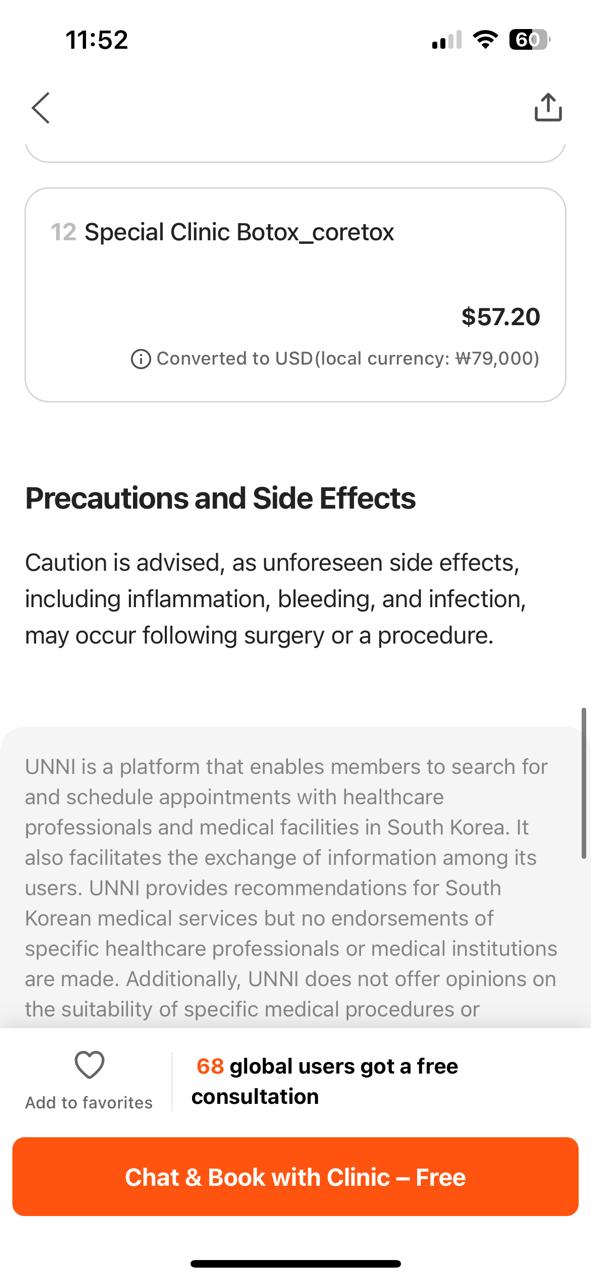 11:52
60
12 Special Clinic Botox_coretox
$57.20
Converted to USD(local currency: ₩79,000)
Precautions and Side Effects
Caution is advised, as unforeseen side effects,
including inflammation, bleeding, and infection,
may occur following surgery or a procedure.
UNNI is a platform that enables members to search for
and schedule appointments with healthcare
professionals and medical facilities in South Korea. It
also facilitates the exchange of information among its
users. UNNI provides recommendations for South
Korean medical services but no endorsements of
specific healthcare professionals or medical institutions
are made. Additionally, UNNI does not offer opinions on
the suitability of specific medical procedures or
Add to favorites
68 global users got a free
consultation
Chat & Book with Clinic – Free